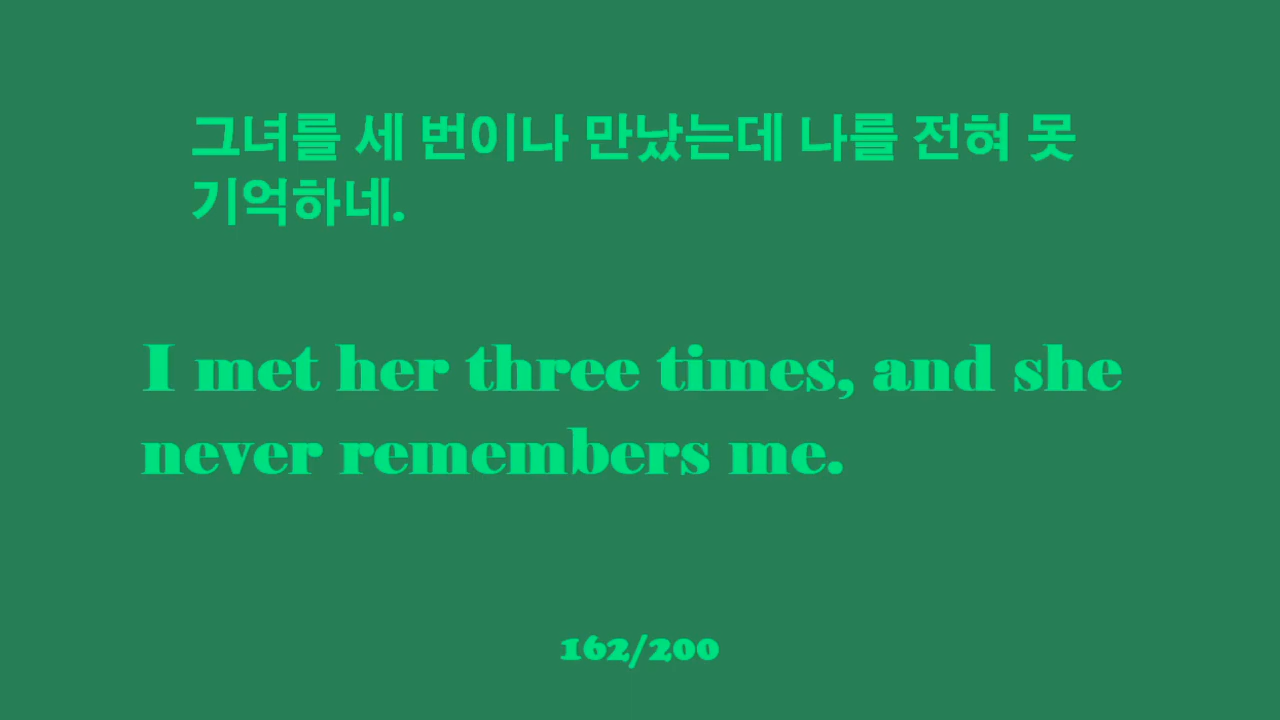 그녀를 세 번이나 만났는데 나를 전혀 못
기억하네.
I met her three times, and she
never remembers me.
162/200